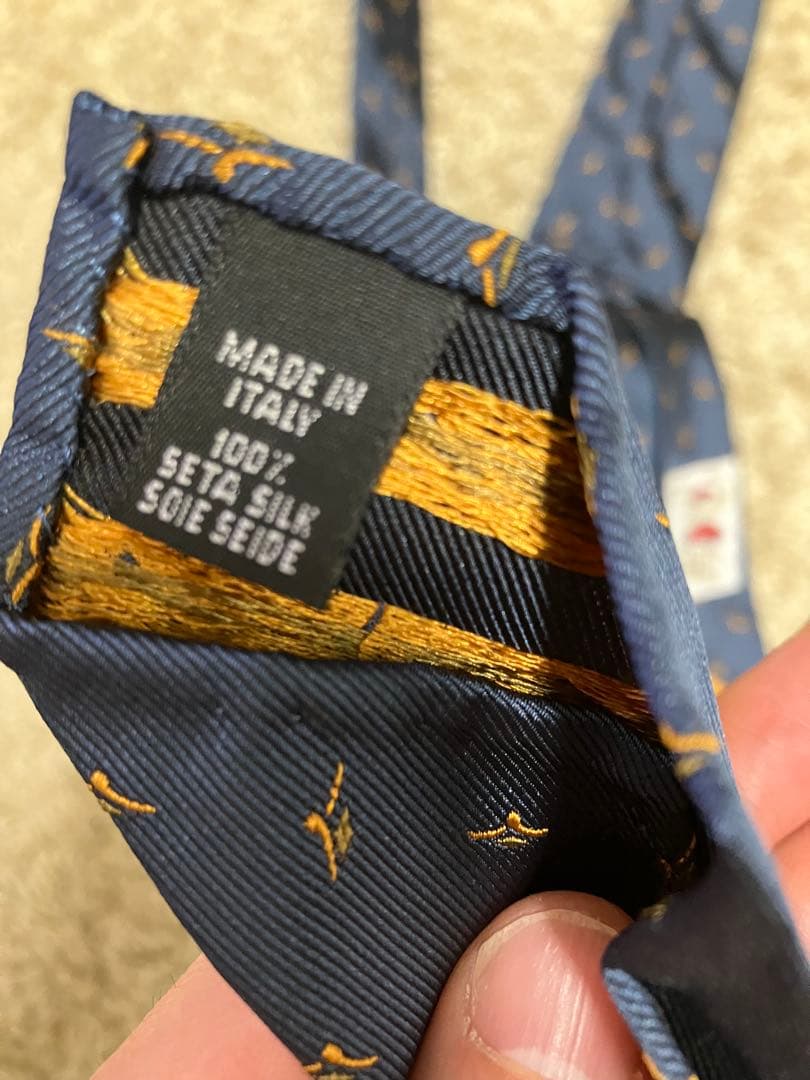 MADE IN
ITALY
100%
SETA SILK
SOIE SEIDE